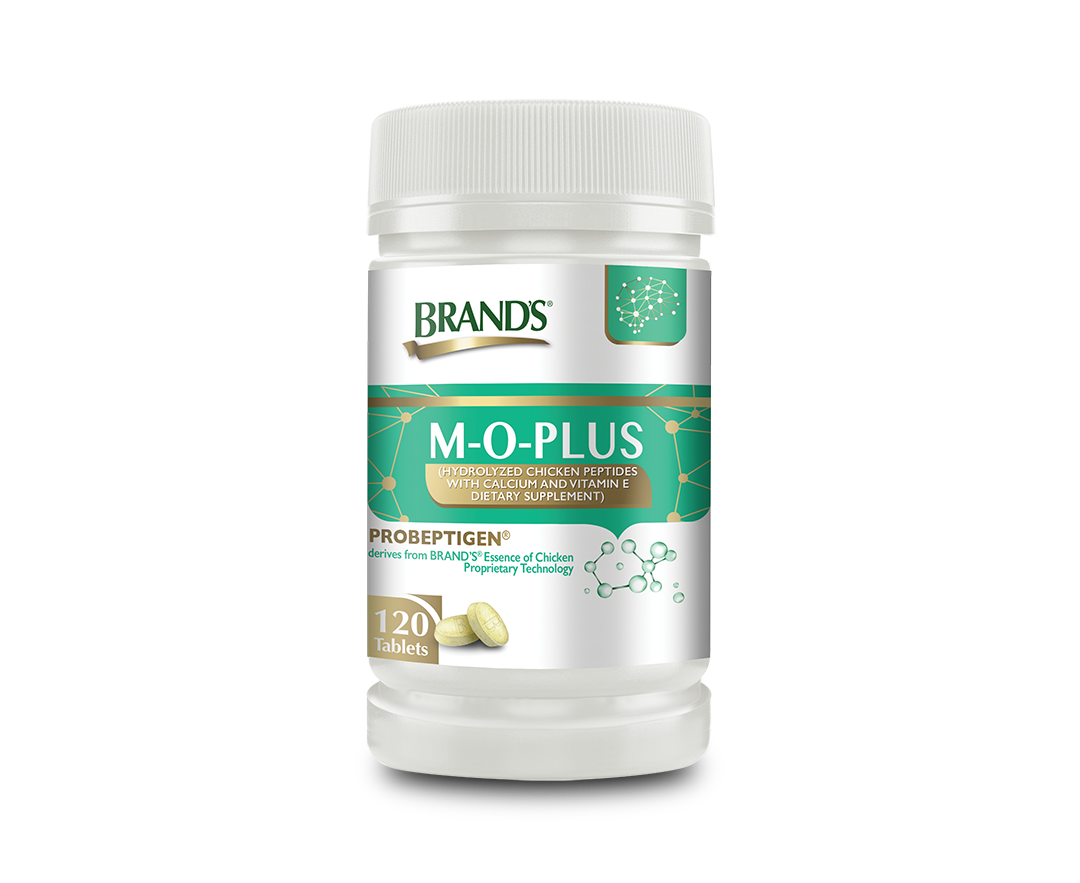 BRAND'S®
M-O-PLUS
(HYDROLYZED CHICKEN PEPTIDES
WITH CALCIUM AND VITAMIN E
DIETARY SUPPLEMENT)
PROBEPTIGEN®
derives from BRAND'S® Essence of Chicken
Proprietary Technology
120
Tablets